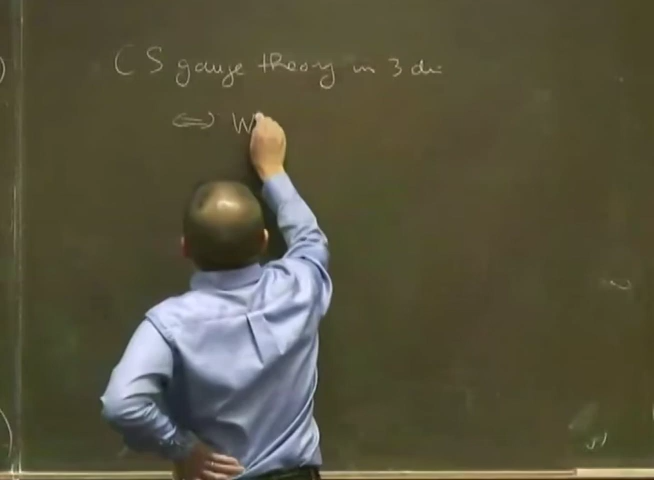 CS gauge theory in 3 di
⇔ W